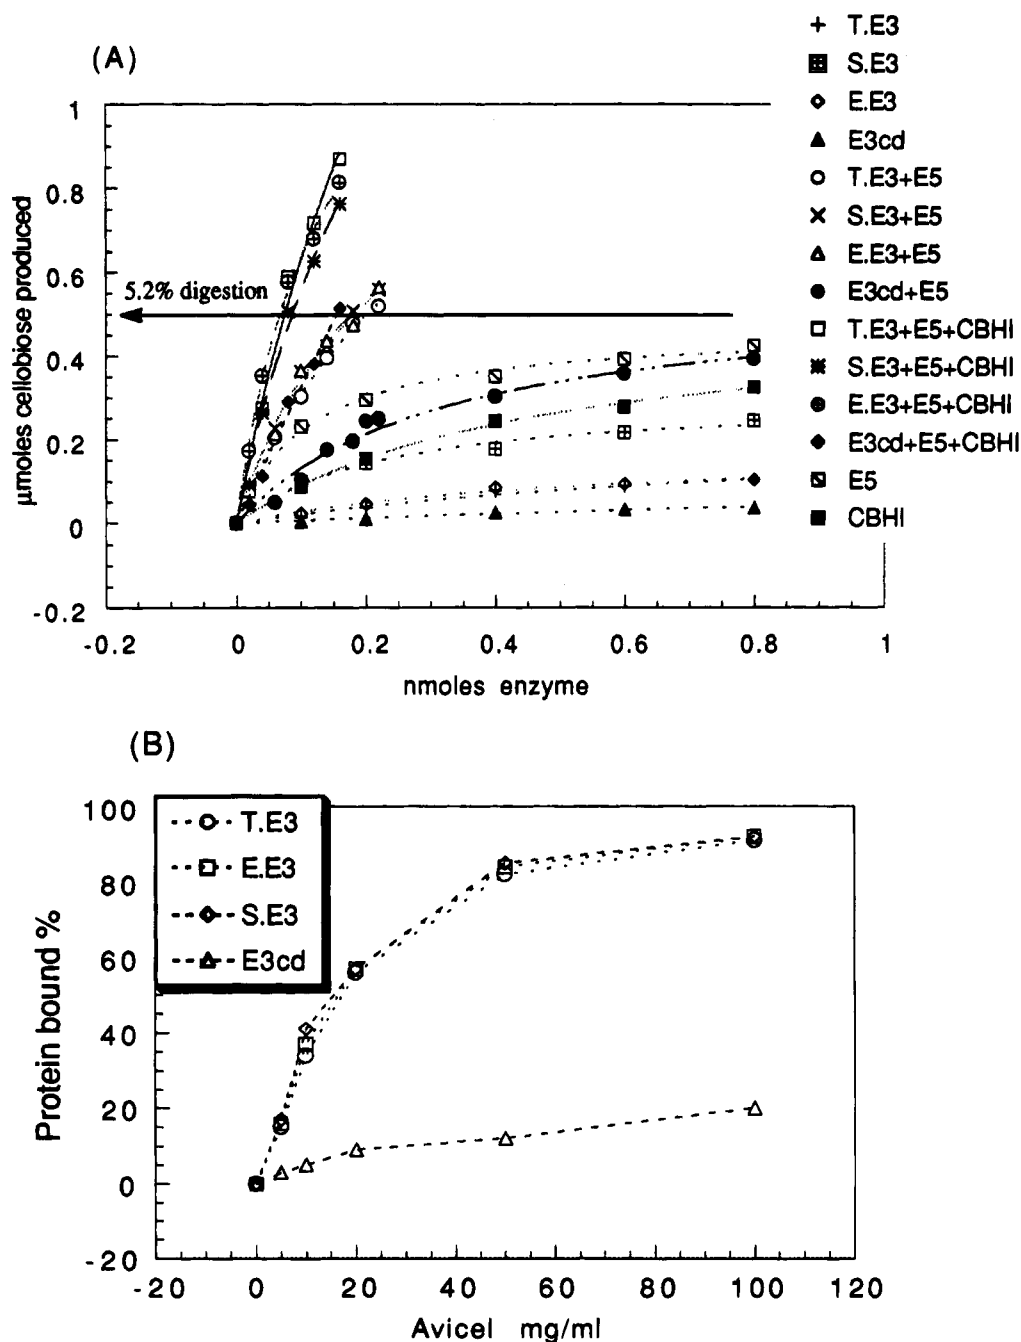 (A)
T.E3
S.E3
E.E3
E3cd
T.E3+E5
S.E3+E5
E.E3+E5
E3cd+E5
T.E3+E5+CBHI
S.E3+E5+CBHI
E.E3+E5+CBHI
E3cd+E5+CBHI
E5
CBHI
µmoles cellobiose produced
1
0.8
0.6
0.4
0.2
0
-0.2
5.2% digestion
-0.2
0
0.2
0.4
0.6
0.8
1
nmoles enzyme
(B)
T.E3
E.E3
S.E3
E3cd
Protein bound %
100
80
60
40
20
0
-20
-20
0
20
40
60
80
100
120
Avicel mg/ml